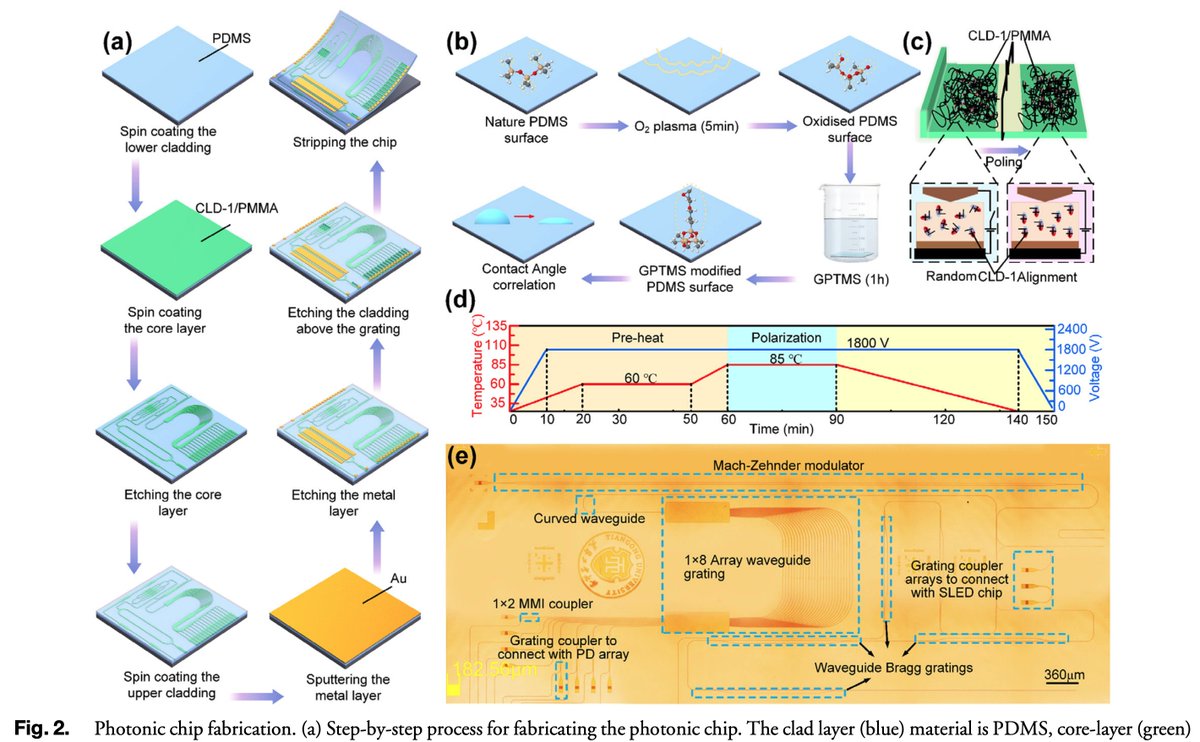 (a)
PDMS
Spin coating the
lower cladding
Stripping the chip
CLD-1/PMMA
Spin coating
the core layer
Etching the cladding
above the grating
Etching the core
layer
Etching the metal
layer
Au
Spin coating the
upper cladding
Sputtering the
metal layer
(b)
Nature PDMS
surface
O₂ plasma (5min)
Oxidised PDMS
surface
Contact Angle
correlation
GPTMS modified
PDMS surface
GPTMS (1h)
(c)
CLD-1/PMMA
Poling
Random
CLD-1
Alignment
(d)
Temperature (℃)
135
110
85
60
35
Pre-heat
Polarization
1800 V
60 ℃
85 ℃
2400
1800
1200
600
0
Voltage (V)
0 10 20 30 50 60 90 120 140 150
Time (min)
(e)
Mach-Zehnder modulator
Curved waveguide
1×8 Array waveguide
grating
TIANGONG UNIVERSITY
Grating coupler
arrays to connect
with SLED chip
1×2 MMI coupler
Grating coupler to
connect with PD array
Waveguide Bragg gratings
360μm
Fig. 2. Photonic chip fabrication. (a) Step-by-step process for fabricating the photonic chip. The clad layer (blue) material is PDMS, core-layer (green)